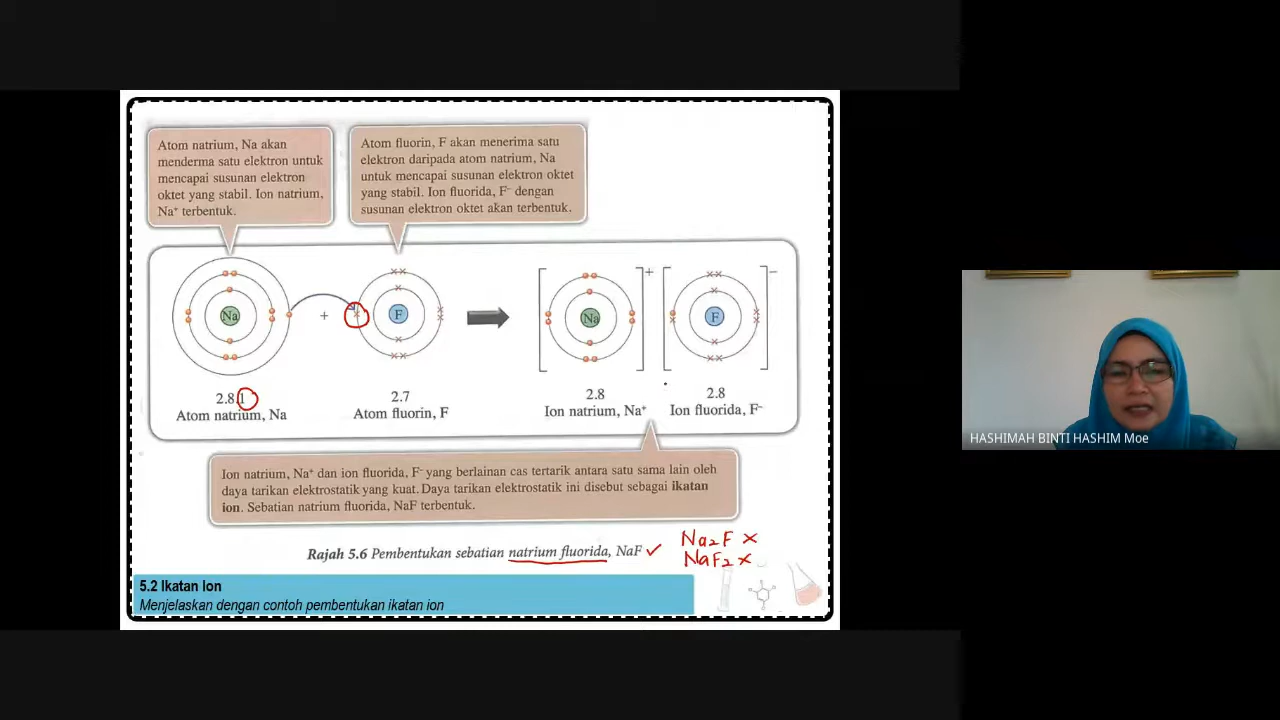 Atom natrium, Na akan
menderma satu elektron untuk
mencapai susunan elektron
oktet yang stabil. Ion natrium,
Na⁺ terbentuk.
Atom fluorin, F akan menerima satu
elektron daripada atom natrium, Na
untuk mencapai susunan elektron oktet
yang stabil. Ion fluorida, F⁻ dengan
susunan elektron oktet akan terbentuk.
Na
+
F
Na
+
F
−
2.8.1
Atom natrium, Na
2.7
Atom fluorin, F
2.8
Ion natrium, Na⁺
2.8
Ion fluorida, F⁻
Ion natrium, Na⁺ dan ion fluorida, F⁻ yang berlainan cas tertarik antara satu sama lain oleh
daya tarikan elektrostatik yang kuat. Daya tarikan elektrostatik ini disebut sebagai ikatan
ion. Sebatian natrium fluorida, NaF terbentuk.
Rajah 5.6 Pembentukan sebatian natrium fluorida, NaF ✓
Na₂F ×
NaF₂ ×
5.2 Ikatan Ion
Menjelaskan dengan contoh pembentukan ikatan ion
HASHIMAH BINTI HASHIM Moe